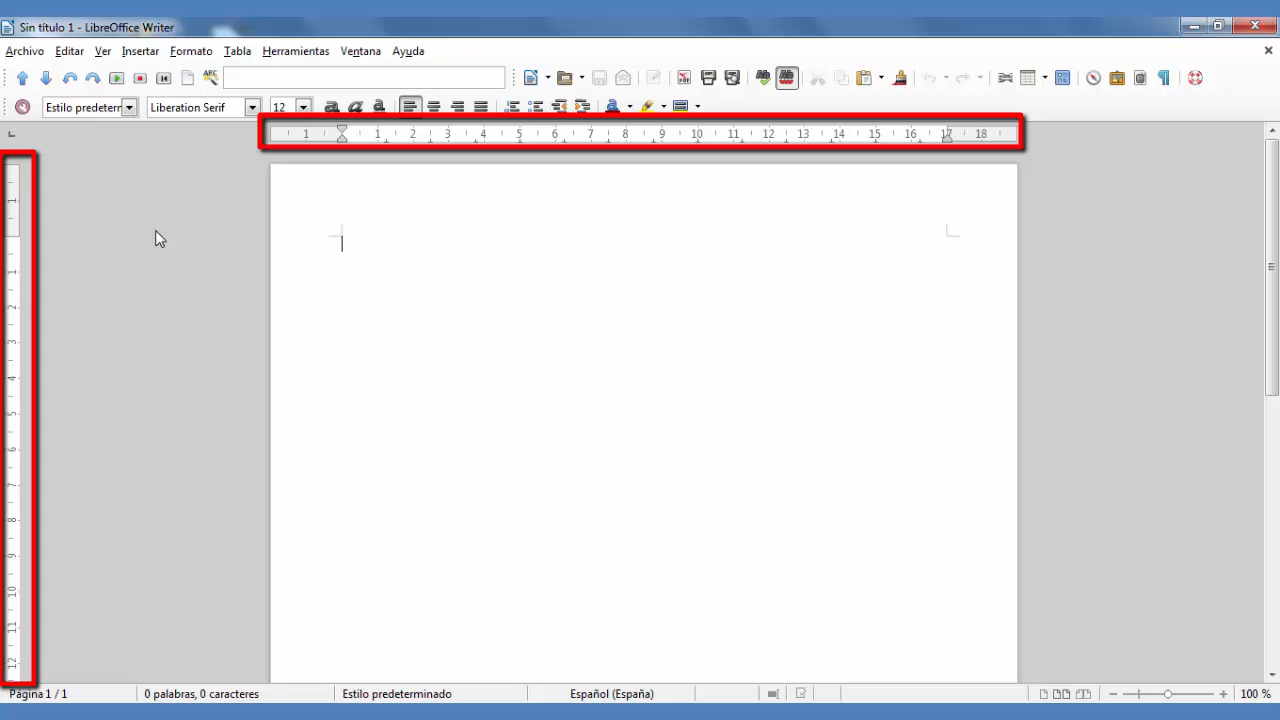 Sin título 1 - LibreOffice Writer
Archivo Editar Ver Insertar Formato Tabla Herramientas Ventana Ayuda
ABC PDF
Estilo predeterr Liberation Serif 12 a a a
1 1 2 3 4 5 6 7 8 9 10 11 12 13 14 15 16 17 18
1
1
2
3
4
5
6
7
8
9
10
11
12
Página 1 / 1 0 palabras, 0 caracteres Estilo predeterminado Español (España) 100 %